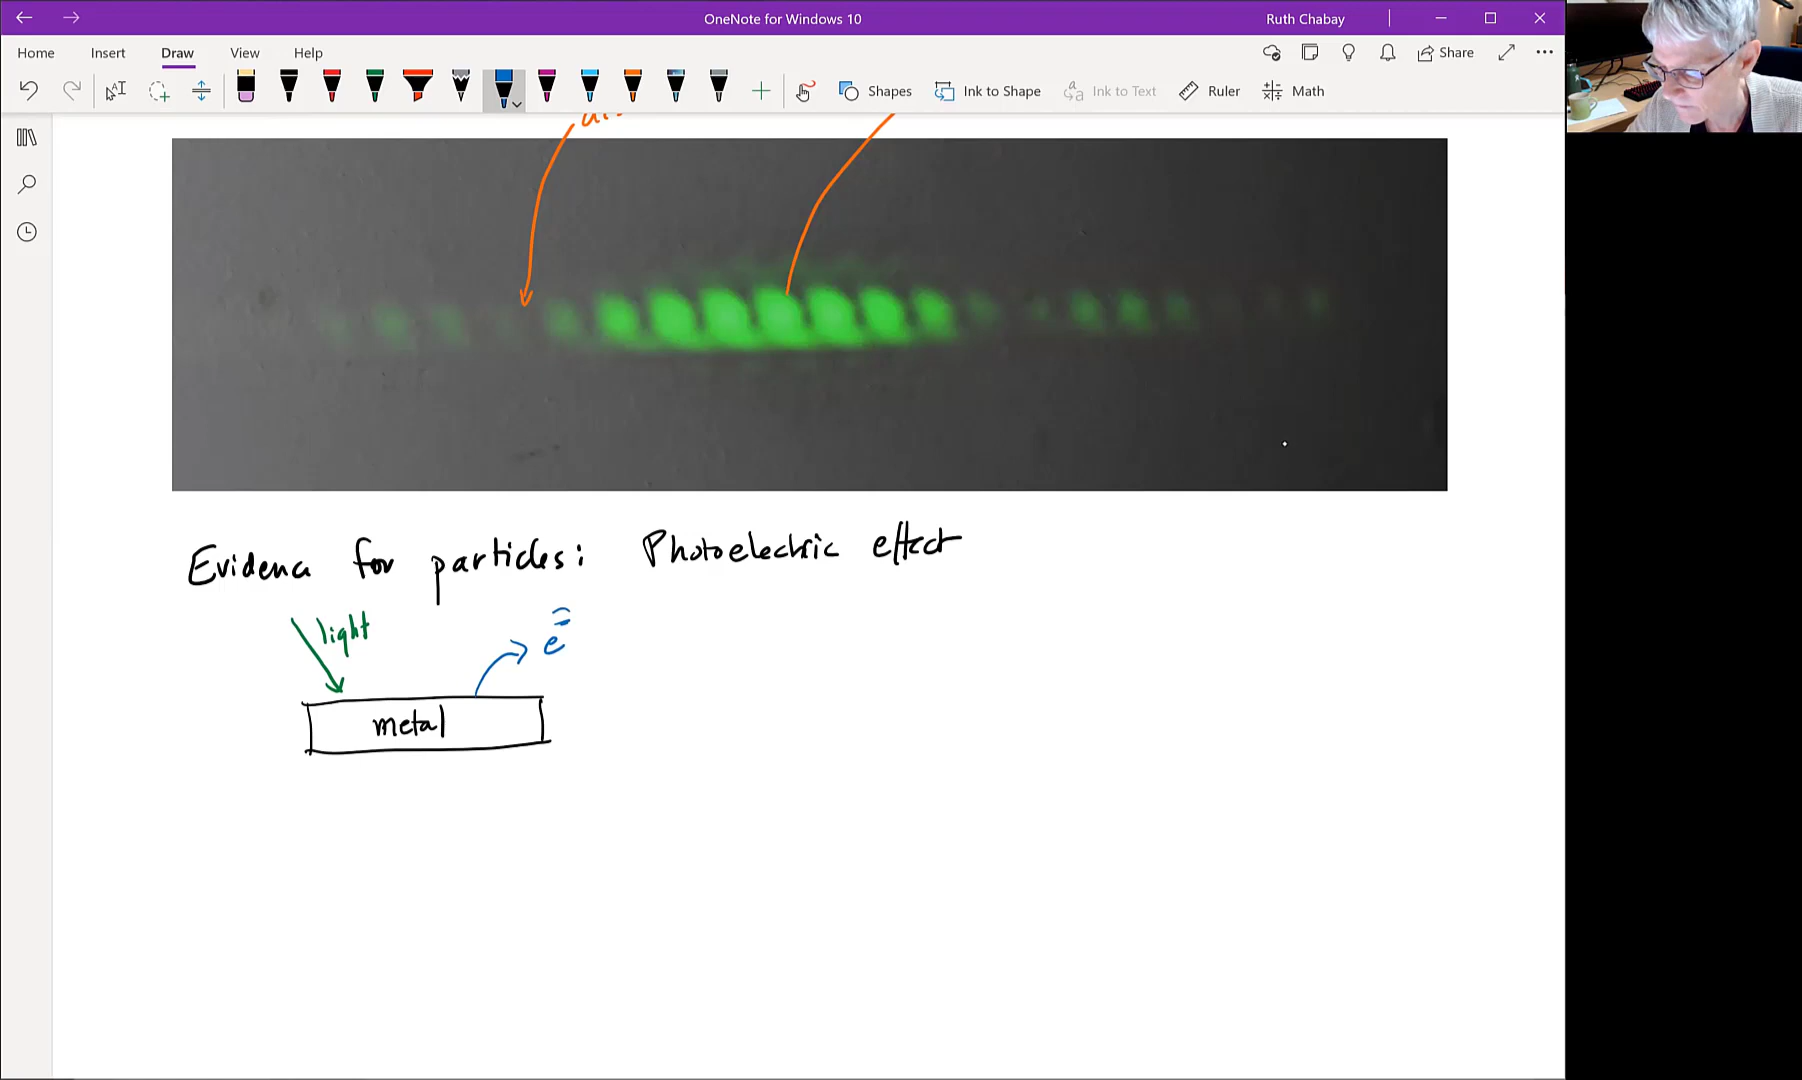 OneNote for Windows 10
Ruth Chabay
Home Insert Draw View Help
Share
Shapes Ink to Shape Ink to Text Ruler Math
Evidence for particles: Photoelectric effect
light
e
metal